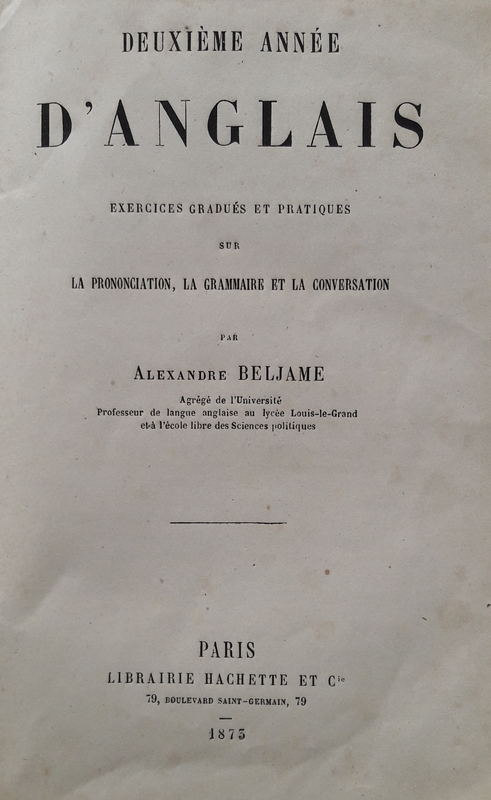 DEUXIÈME ANNÉE
D'ANGLAIS
EXERCICES GRADUÉS ET PRATIQUES
SUR
LA PRONONCIATION, LA GRAMMAIRE ET LA CONVERSATION
PAR
ALEXANDRE BELJAME
Agrégé de l'Université
Professeur de langue anglaise au lycée Louis-le-Grand
et à l'école libre des Sciences politiques
PARIS
LIBRAIRIE HACHETTE ET Cie
79, BOULEVARD SAINT-GERMAIN, 79
1873